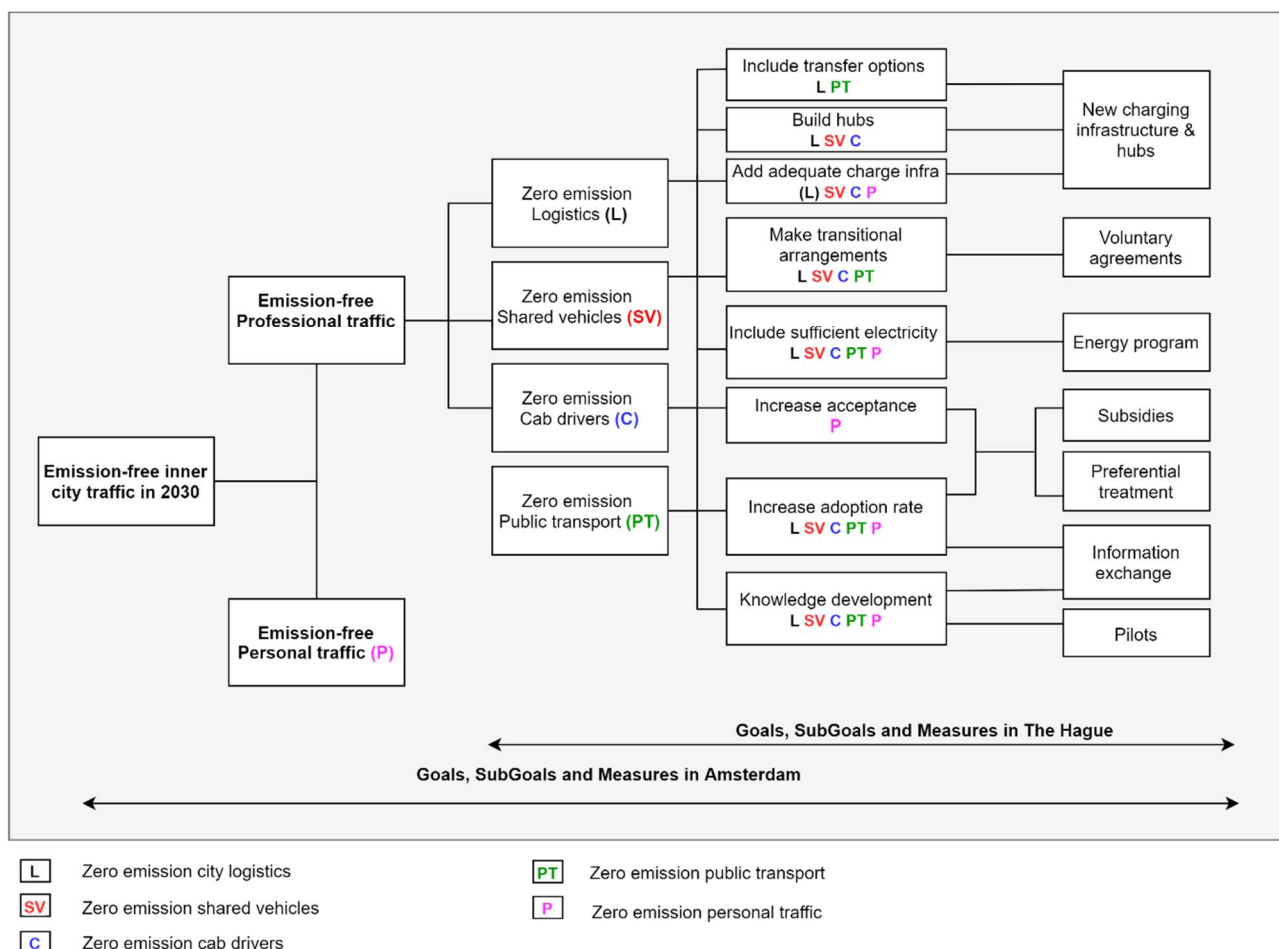 Emission-free inner
city traffic in 2030
Emission-free
Professional traffic
Emission-free
Personal traffic (P)
Zero emission
Logistics (L)
Zero emission
Shared vehicles (SV)
Zero emission
Cab drivers (C)
Zero emission
Public transport (PT)
Include transfer options
L PT
Build hubs
L SV C
Add adequate charge infra
(L) SV C P
Make transitional
arrangements
L SV C PT
Include sufficient electricity
L SV C PT P
Increase acceptance
P
Increase adoption rate
L SV C PT P
Knowledge development
L SV C PT P
New charging
infrastructure &
hubs
Voluntary
agreements
Energy program
Subsidies
Preferential
treatment
Information
exchange
Pilots
Goals, SubGoals and Measures in The Hague
Goals, SubGoals and Measures in Amsterdam
L Zero emission city logistics
SV Zero emission shared vehicles
C Zero emission cab drivers
PT Zero emission public transport
P Zero emission personal traffic